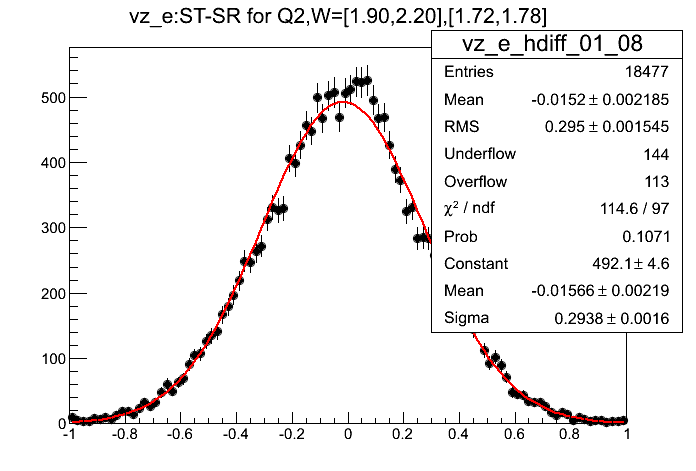 vz_e:ST-SR for Q2,W=[1.90,2.20],[1.72,1.78]
vz_e_hdiff_01_08
Entries 18477
Mean -0.0152 ± 0.002185
RMS 0.295 ± 0.001545
Underflow 144
Overflow 113
χ² / ndf 114.6 / 97
Prob 0.1071
Constant 492.1 ± 4.6
Mean -0.01566 ± 0.00219
Sigma 0.2938 ± 0.0016
500
400
300
200
100
0
-1 -0.8 -0.6 -0.4 -0.2 0 0.2 0.4 0.6 0.8 1